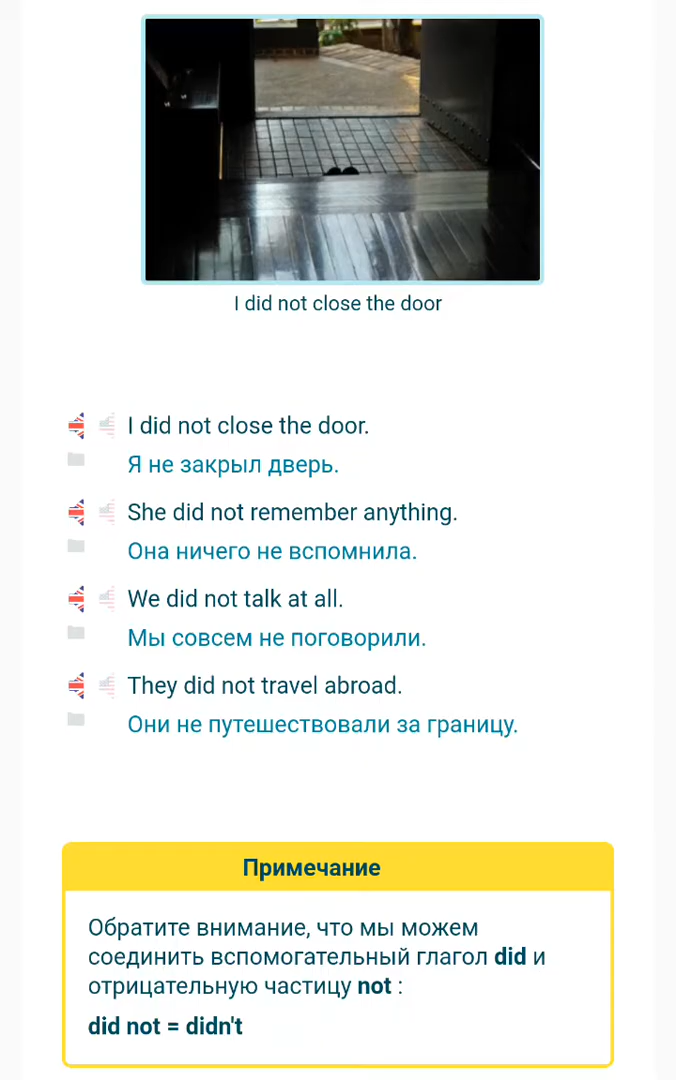 I did not close the door
I did not close the door.
Я не закрыл дверь.
She did not remember anything.
Она ничего не вспомнила.
We did not talk at all.
Мы совсем не поговорили.
They did not travel abroad.
Они не путешествовали за границу.
Примечание
Обратите внимание, что мы можем
соединить вспомогательный глагол did и
отрицательную частицу not :
did not = didn't